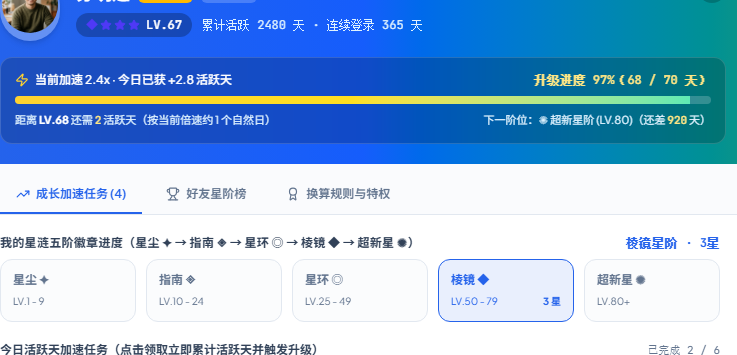 ◆★★★ LV.67 累计活跃 2480 天 · 连续登录 365 天
当前加速 2.4x · 今日已获 +2.8 活跃天
升级进度 97% (68 / 70 天)
距离 LV.68 还需 2 活跃天（按当前倍速约 1 个自然日）
下一阶位：✺ 超新星阶 (LV.80)（还差 920 天）
成长加速任务 (4)
好友星阶榜
换算规则与特权
我的星涟五阶徽章进度（星尘 ✦ → 指南 ◈ → 星环 ◎ → 棱镜 ◆ → 超新星 ✺）
棱镜星阶 · 3星
星尘 ✦
LV.1 - 9
指南 ◈
LV.10 - 24
星环 ◎
LV.25 - 49
棱镜 ◆
LV.50 - 79
3 星
超新星 ✺
LV.80+
今日活跃天加速任务（点击领取立即累计活跃天并触发升级）
已完成 2 / 6